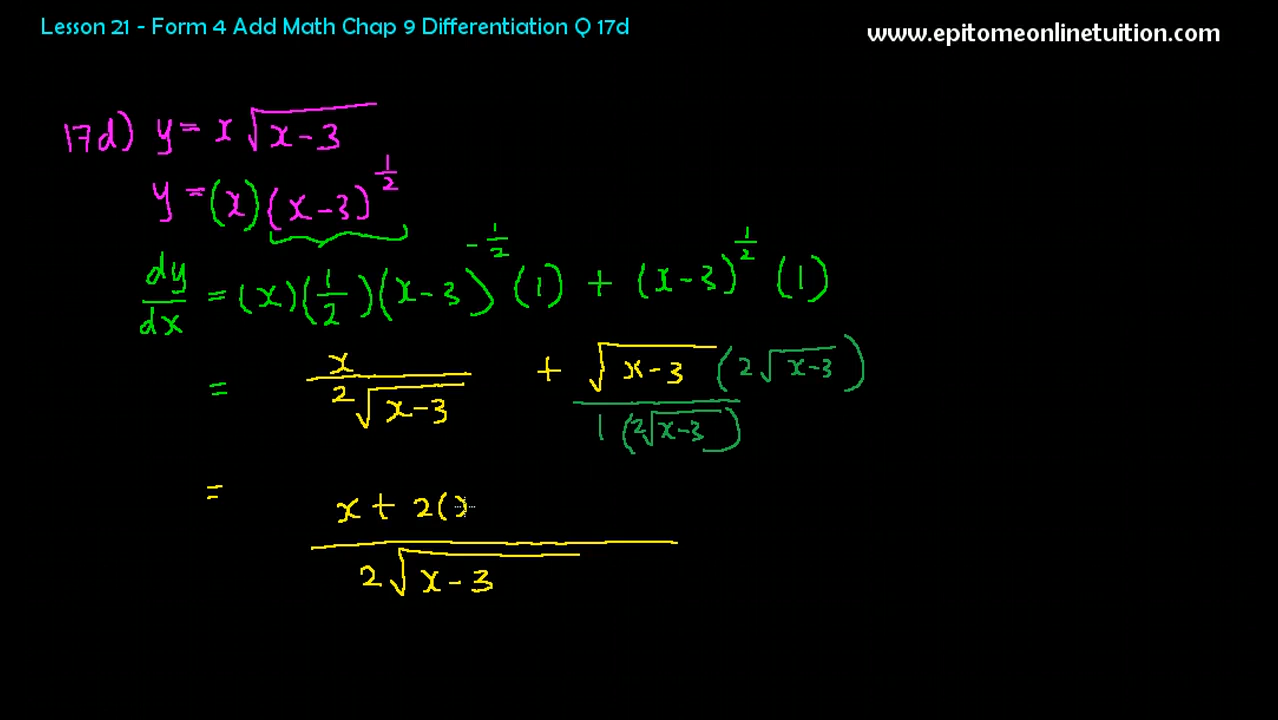 Lesson 21 - Form 4 Add Math Chap 9 Differentiation Q 17d
www.epitomeonlinetuition.com
17d) y = x √(x-3)
y = (x)(x-3)^(1/2)
dy/dx = (x)(1/2)(x-3)^(-1/2) (1) + (x-3)^(1/2) (1)
= x/(2√(x-3)) + √(x-3) (2√(x-3))/(1(2√(x-3)))
= (x + 2(x)/(2√(x-3))